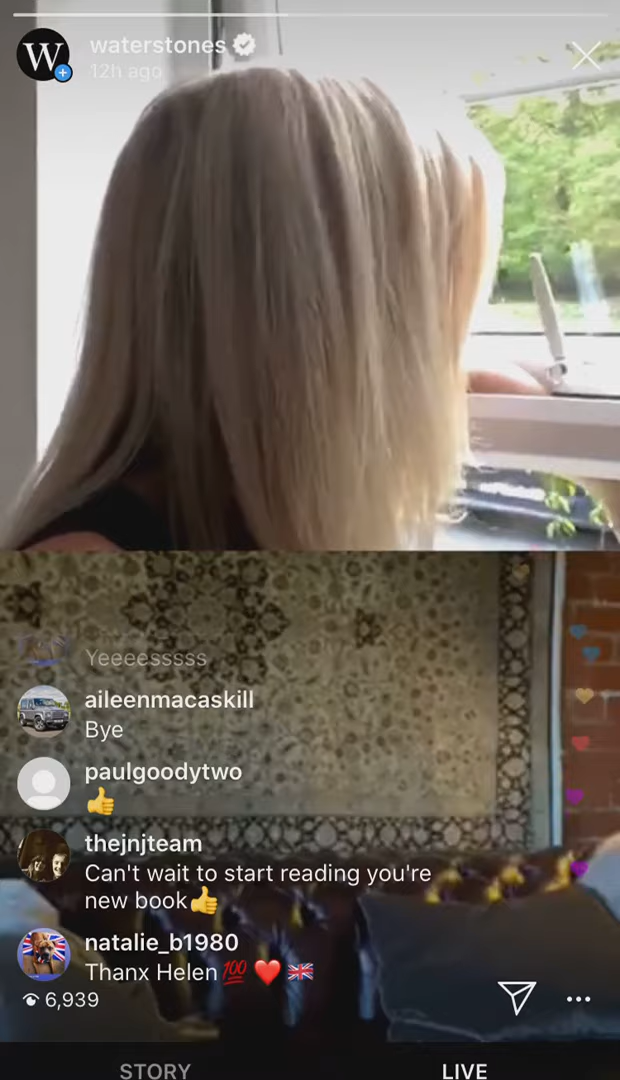 W
waterstones
12h ago
Yeeeesssss
aileenmacaskill
Bye
paulgoodytwo
👍
thejnjteam
Can't wait to start reading you're
new book👍
natalie_b1980
Thanx Helen 💯 ❤️ 🇬🇧
6,939
STORY LIVE